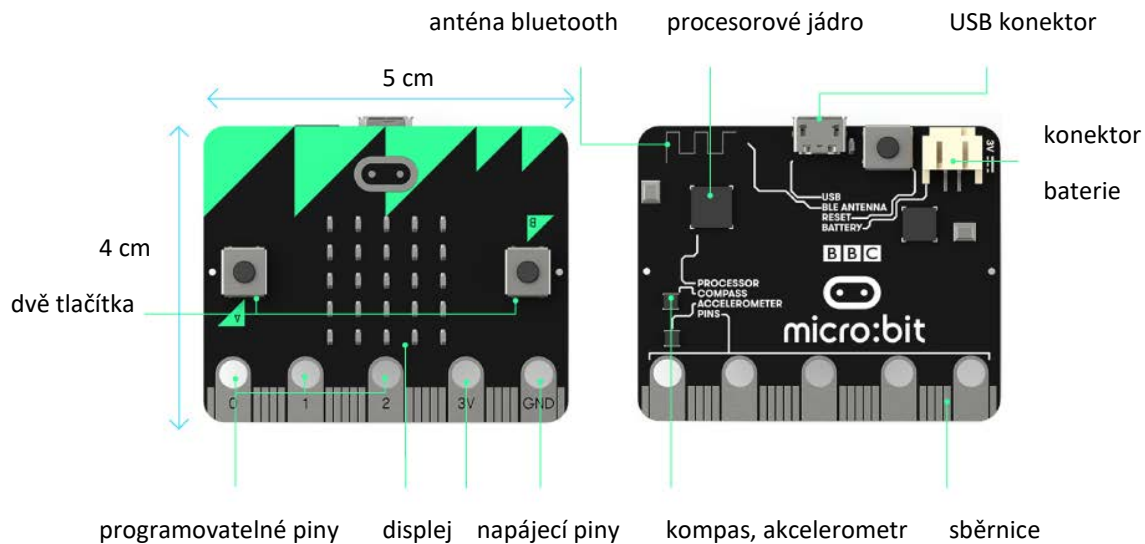 anténa bluetooth procesorové jádro USB konektor
5 cm
konektor
baterie
4 cm
dvě tlačítka
B
A
0 1 2 3V GND
3V
USB
BLE ANTENNA
RESET
BATTERY
BBC
PROCESSOR
COMPASS
ACCELEROMETER
PINS
micro:bit
programovatelné piny displej napájecí piny kompas, akcelerometr sběrnice